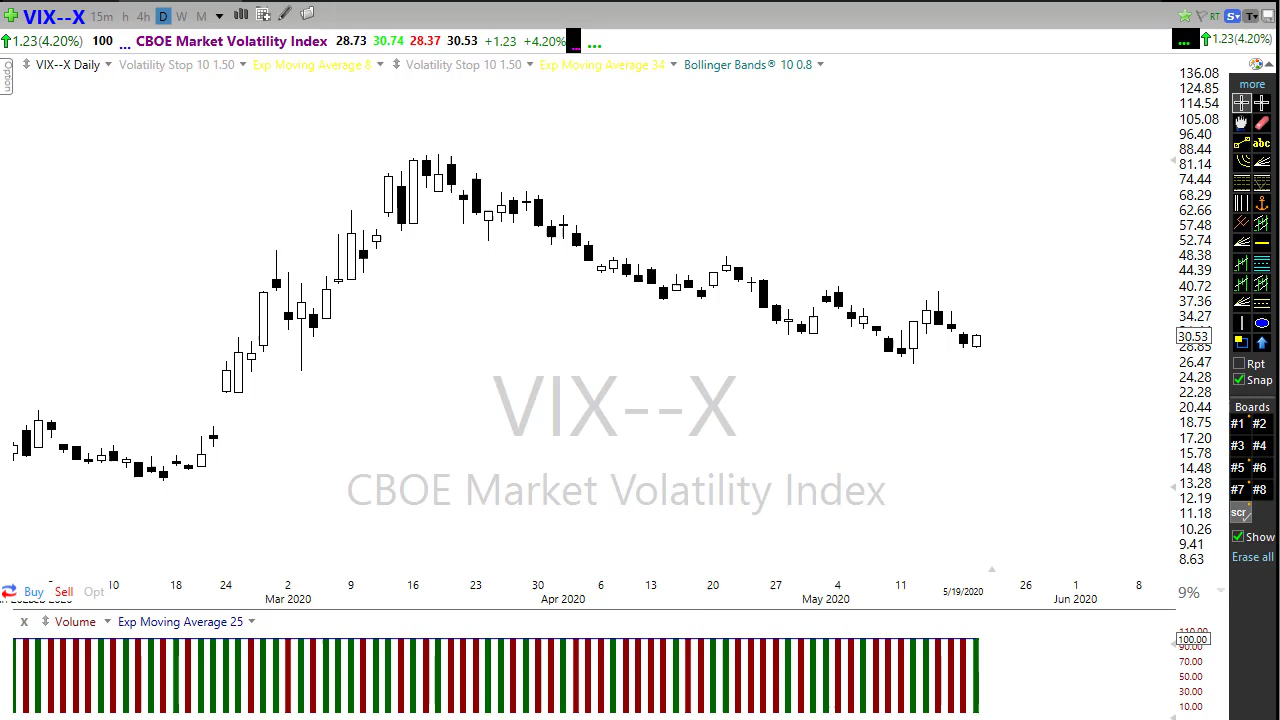 VIX--X 15m h 4h D W M RT S T
1.23(4.20%) 100 ... CBOE Market Volatility Index 28.73 30.74 28.37 30.53 +1.23 +4.20% ... ... 1.23(4.20%)
Option VIX--X Daily Volatility Stop 10 1.50 Exp Moving Average 8 Volatility Stop 10 1.50 Exp Moving Average 34 Bollinger Bands® 10 0.8
136.08
124.85
114.54
105.08
96.40
88.44
81.14
74.44
68.29
62.66
57.48
52.74
48.38
44.39
40.72
37.36
34.27
30.53
28.85
26.47
24.28
22.28
20.44
18.75
17.20
15.78
14.48
13.28
12.19
11.18
10.26
9.41
8.63
more
abc
Rpt
Snap
Boards
#1 #2
#3 #4
#5 #6
#7 #8
scr
Show
Erase all
VIX--X
CBOE Market Volatility Index
10 18 24 2 9 16 23 30 6 13 20 27 4 11 26 1 8
Buy Sell Opt
2020 Mar 2020 Apr 2020 May 2020 5/19/2020 Jun 2020
9%
x Volume Exp Moving Average 25
110.00
100.00
90.00
70.00
50.00
30.00
10.00